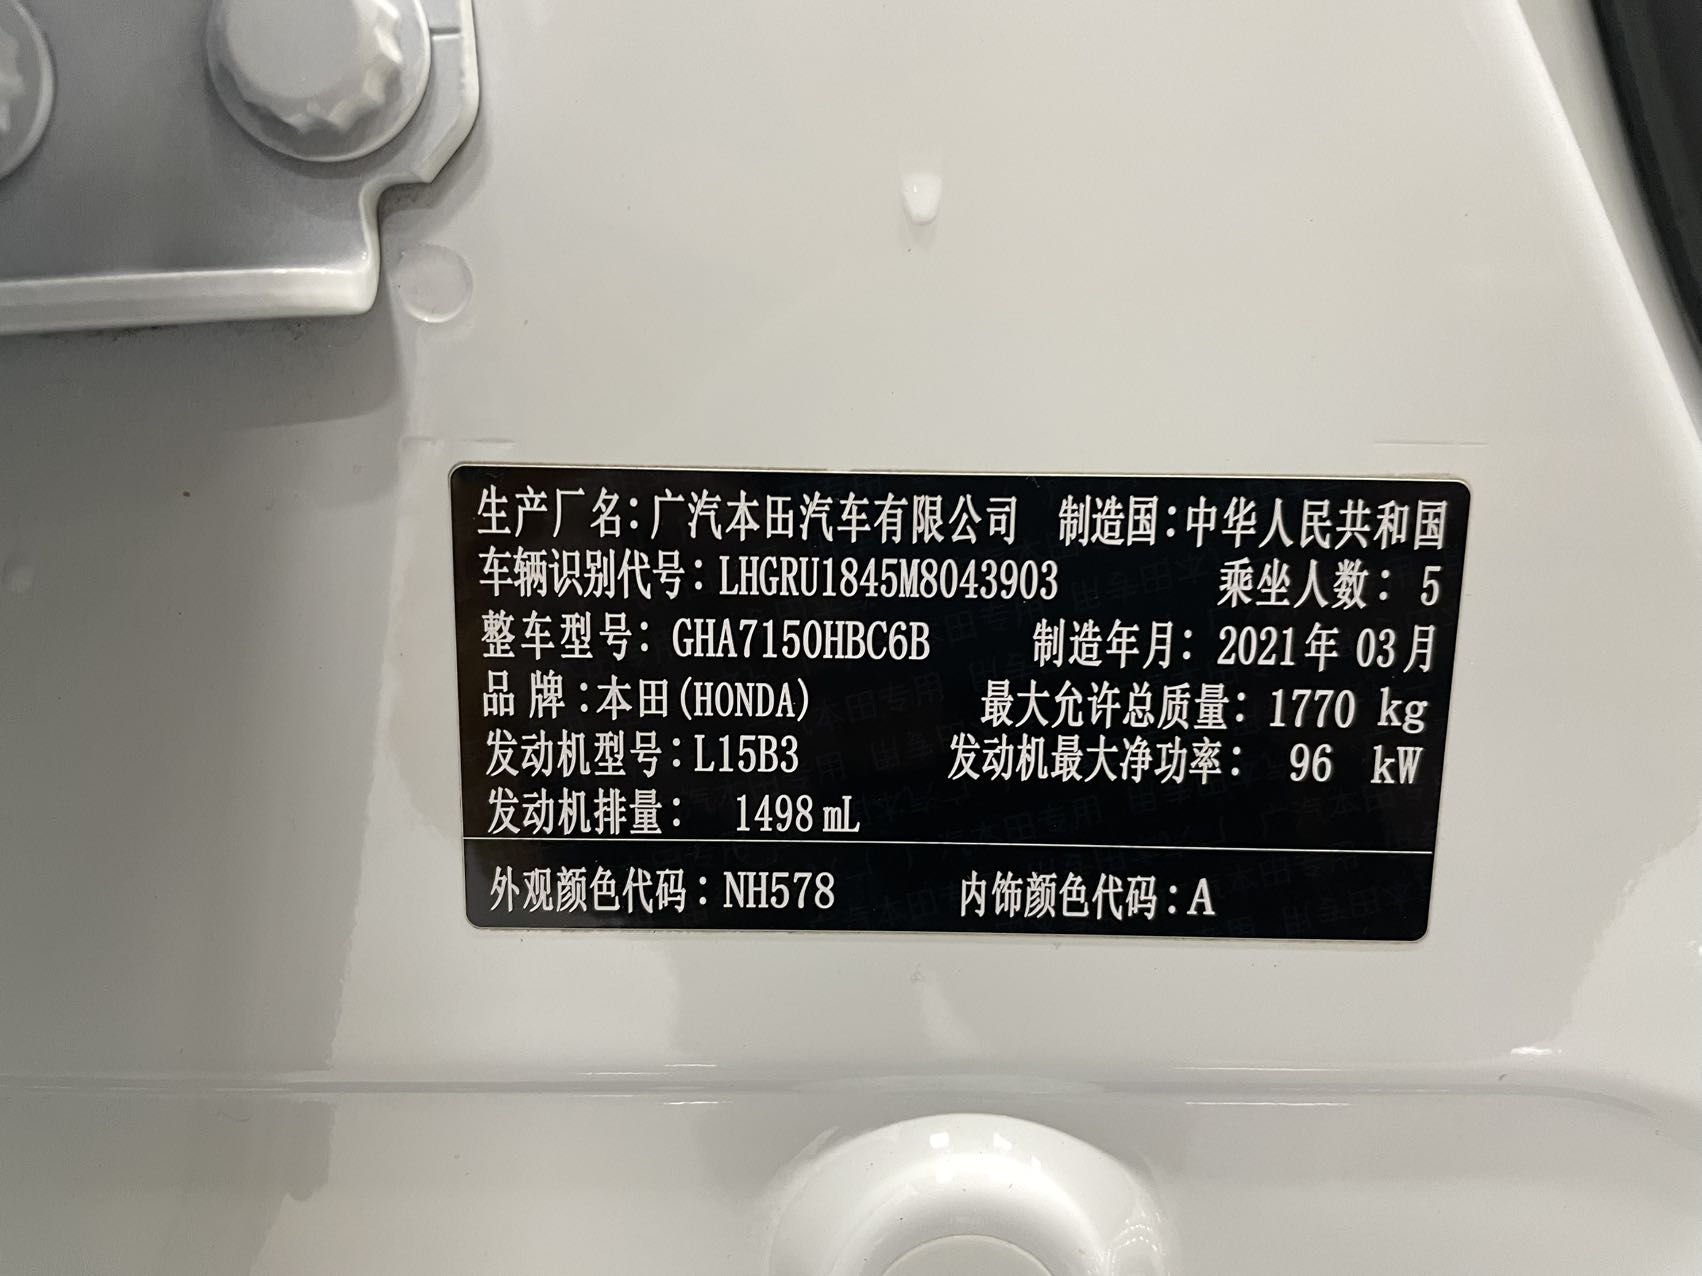 生产厂名：广汽本田汽车有限公司 制造国：中华人民共和国
车辆识别代号：LHGRU1845M8043903 乘坐人数：5
整车型号：GHA7150HBC6B 制造年月：2021年03月
品牌：本田(HONDA) 最大允许总质量：1770 kg
发动机型号：L15B3 发动机最大净功率：96 kW
发动机排量：1498 mL
外观颜色代码：NH578 内饰颜色代码：A